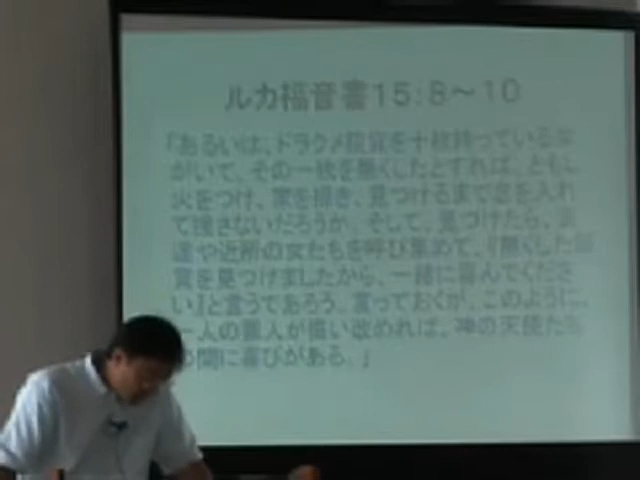 ルカ福音書15:8～10
「あるいは、ドラクメ銀貨を十枚持っている女
がいて、その一枚を無くしたとすれば、ともし
火をつけ、家を掃き、見つけるまで念を入れ
て捜さないだろうか。そして、見つけたら、友
達や近所の女たちを呼び集めて、『無くした銀
貨を見つけましたから、一緒に喜んでくださ
い』と言うであろう。言っておくが、このように、
一人の罪人が悔い改めれば、神の天使たち
の間に喜びがある。」